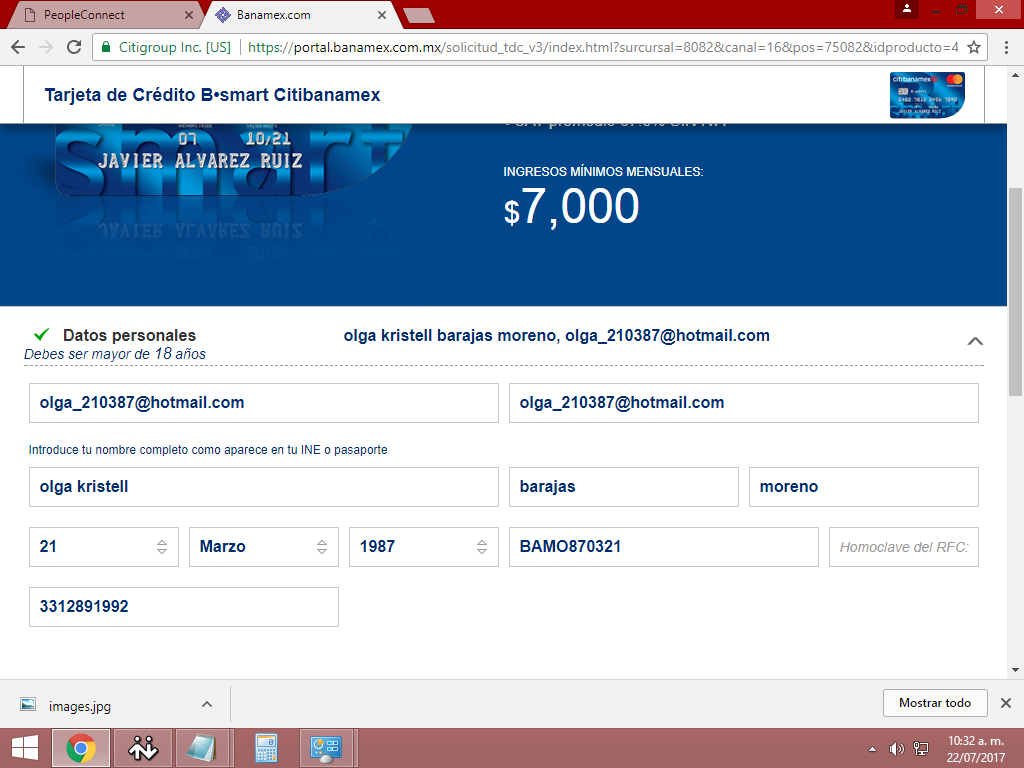 PeopleConnect
Banamex.com
Citigroup Inc. [US] https://portal.banamex.com.mx/solicitud_tdc_v3/index.html?sursursal=8082&canal=16&pos=75082&idproducto=4
Tarjeta de Crédito B•smart Citibanamex
citibanamex
smart
07 10/21
JAVIER ALVAREZ RUIZ
INGRESOS MÍNIMOS MENSUALES:
$7,000
Datos personales olga kristell barajas moreno, olga_210387@hotmail.com
Debes ser mayor de 18 años
olga_210387@hotmail.com olga_210387@hotmail.com
Introduce tu nombre completo como aparece en tu INE o pasaporte
olga kristell barajas moreno
21 Marzo 1987 BAMO870321 Homoclave del RFC:
3312891992
images.jpg Mostrar todo
10:32 a. m.
22/07/2017